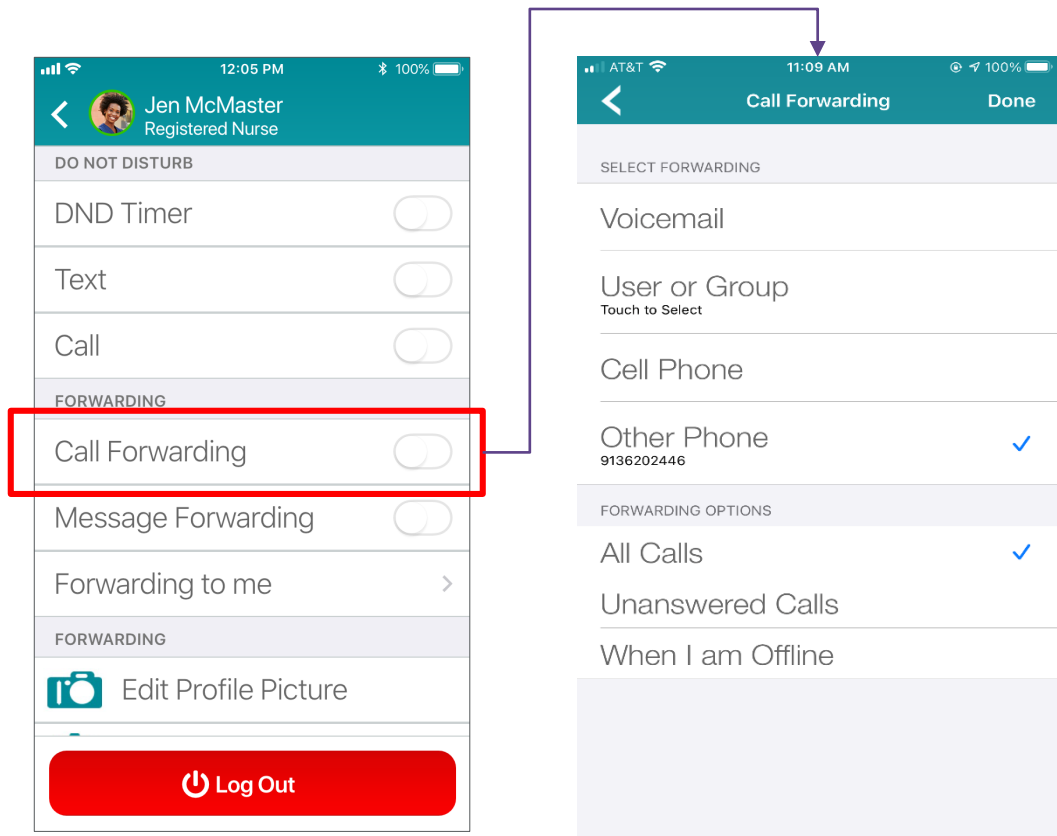 12:05 PM
100%
Jen McMaster
Registered Nurse
DO NOT DISTURB
DND Timer
Text
Call
FORWARDING
Call Forwarding
Message Forwarding
Forwarding to me
FORWARDING
Edit Profile Picture
Log Out
AT&T
11:09 AM
100%
Call Forwarding
Done
SELECT FORWARDING
Voicemail
User or Group
Touch to Select
Cell Phone
Other Phone
9136202446
FORWARDING OPTIONS
All Calls
Unanswered Calls
When I am Offline